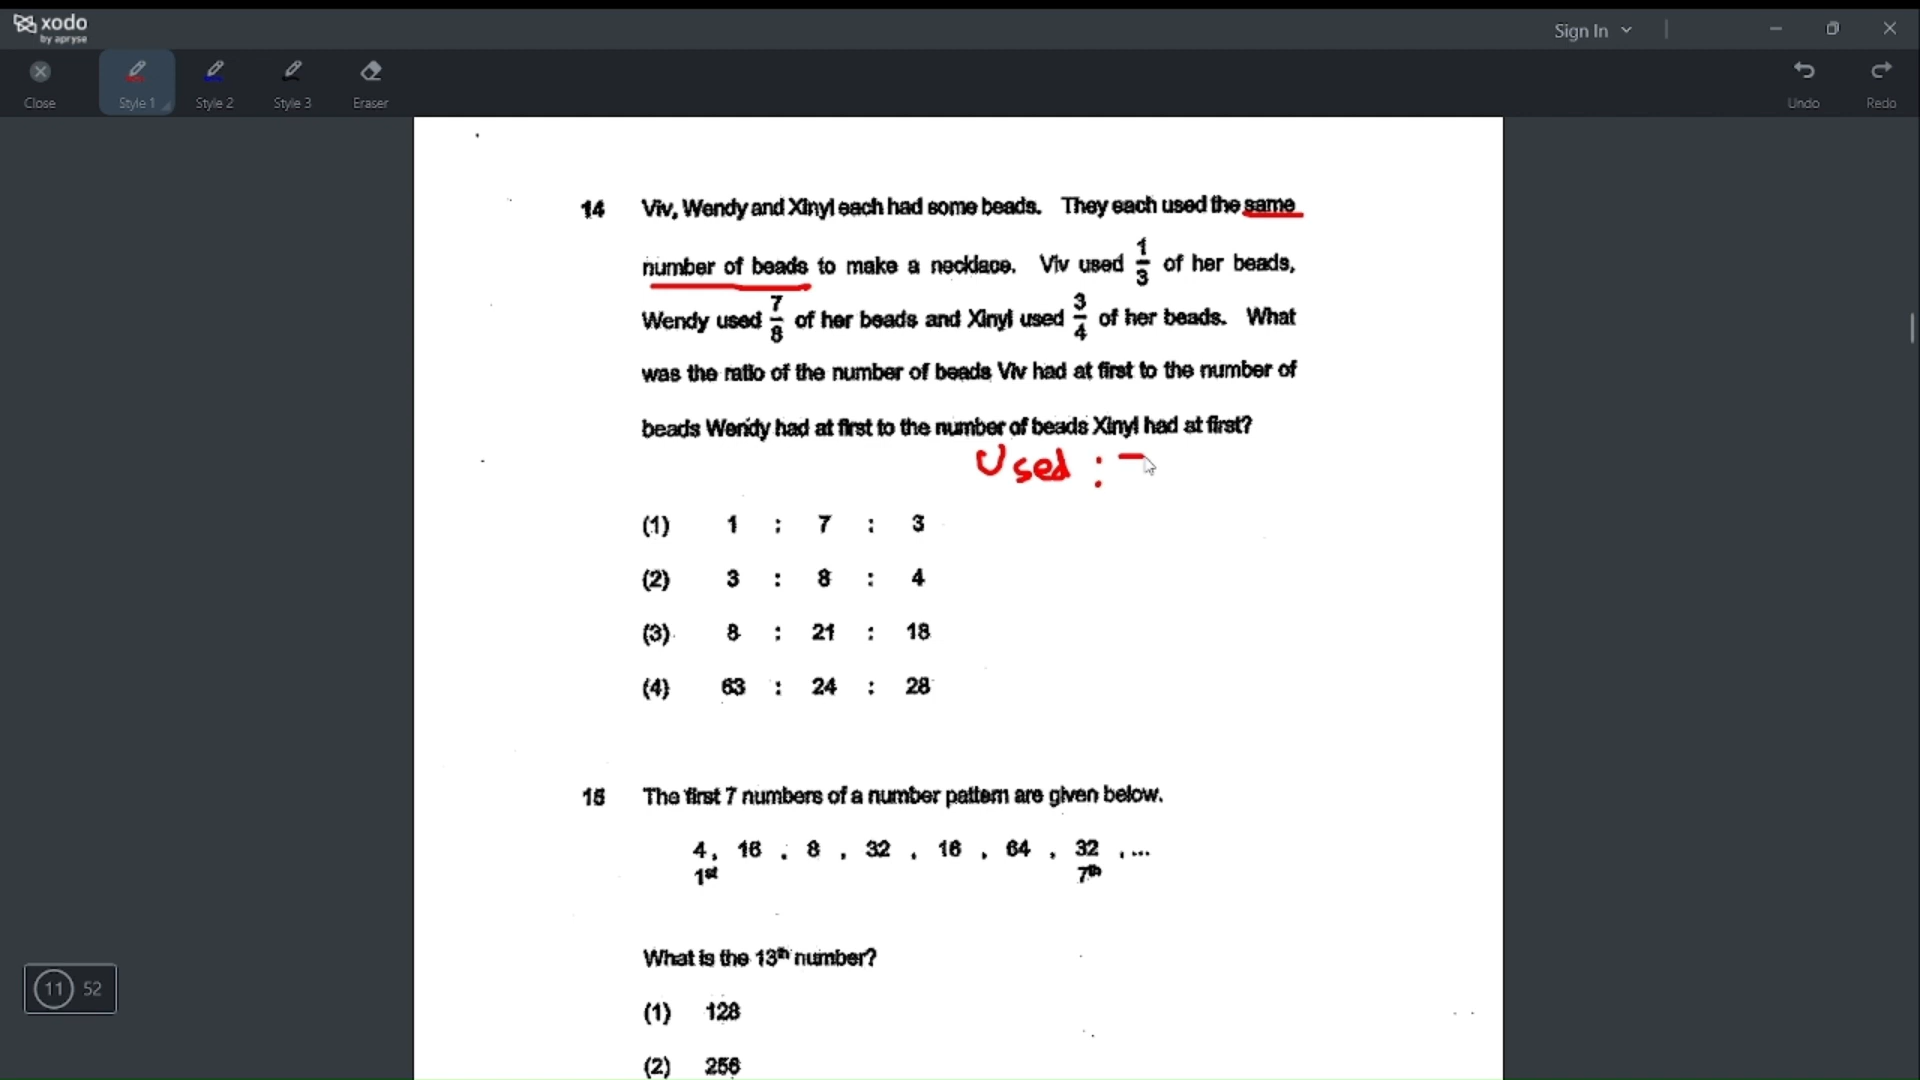 xodo
by apryse
Sign In
Close
Style 1
Style 2
Style 3
Eraser
Undo
Redo
14 Viv, Wendy and Xinyi each had some beads. They each used the same
number of beads to make a necklace. Viv used 1/3 of her beads,
Wendy used 7/8 of her beads and Xinyi used 3/4 of her beads. What
was the ratio of the number of beads Viv had at first to the number of
beads Wendy had at first to the number of beads Xinyi had at first?
Used :
(1) 1 : 7 : 3
(2) 3 : 8 : 4
(3) 8 : 21 : 18
(4) 63 : 24 : 28
15 The first 7 numbers of a number pattern are given below.
4, 16, 8, 32, 16, 64, 32, ...
1st 7th
What is the 13th number?
(1) 128
(2) 256
11 52